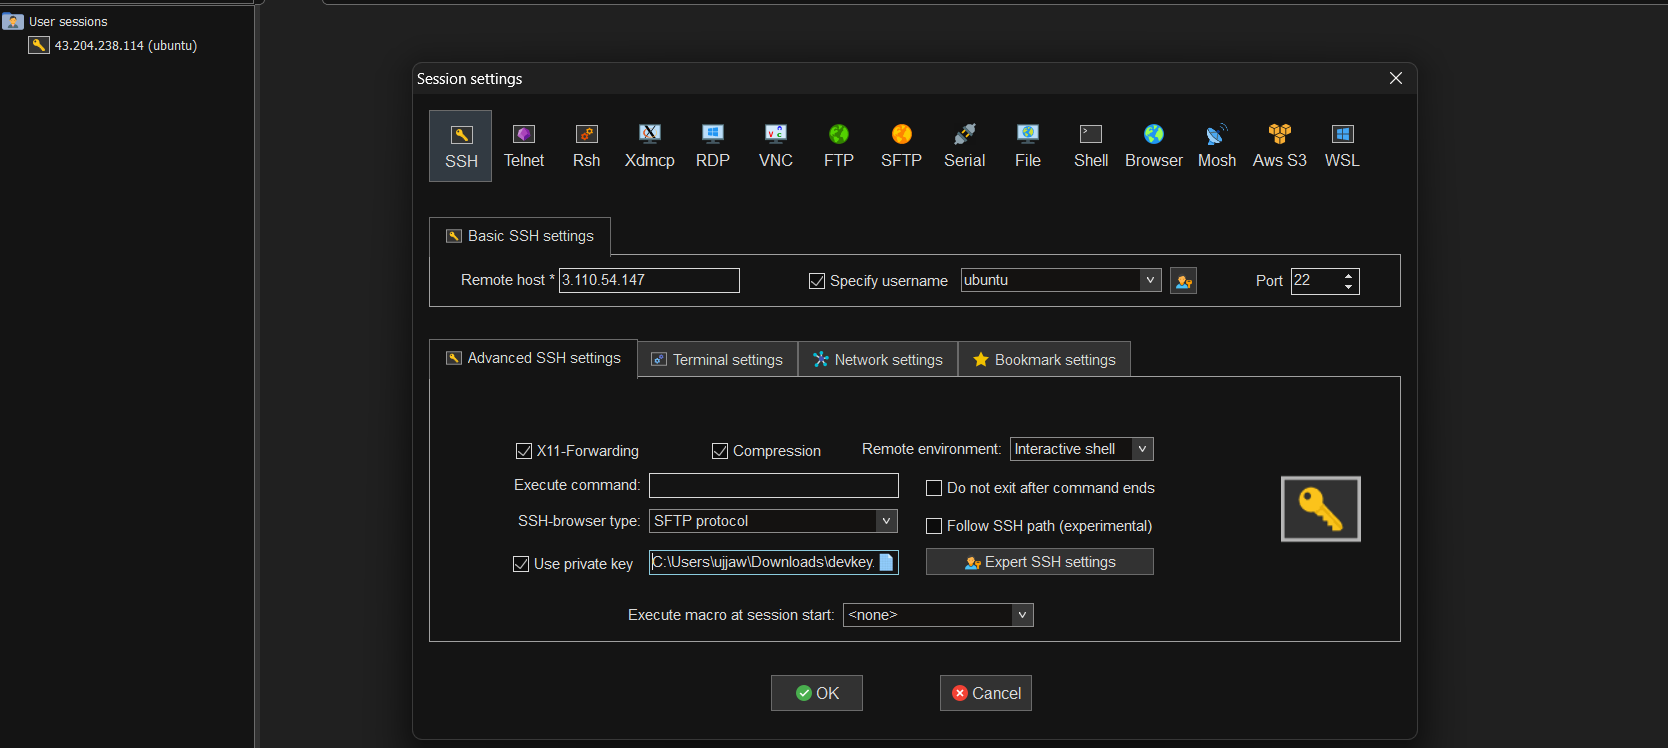 User sessions
43.204.238.114 (ubuntu)
Session settings
SSH
Telnet
Rsh
Xdmcp
RDP
VNC
FTP
SFTP
Serial
File
Shell
Browser
Mosh
Aws S3
WSL
Basic SSH settings
Remote host * 3.110.54.147
Specify username ubuntu
Port 22
Advanced SSH settings
Terminal settings
Network settings
Bookmark settings
X11-Forwarding
Compression
Remote environment: Interactive shell
Execute command:
Do not exit after command ends
SSH-browser type: SFTP protocol
Follow SSH path (experimental)
Use private key C:\Users\ujjaw\Downloads\devkey.
Expert SSH settings
Execute macro at session start: <none>
OK
Cancel